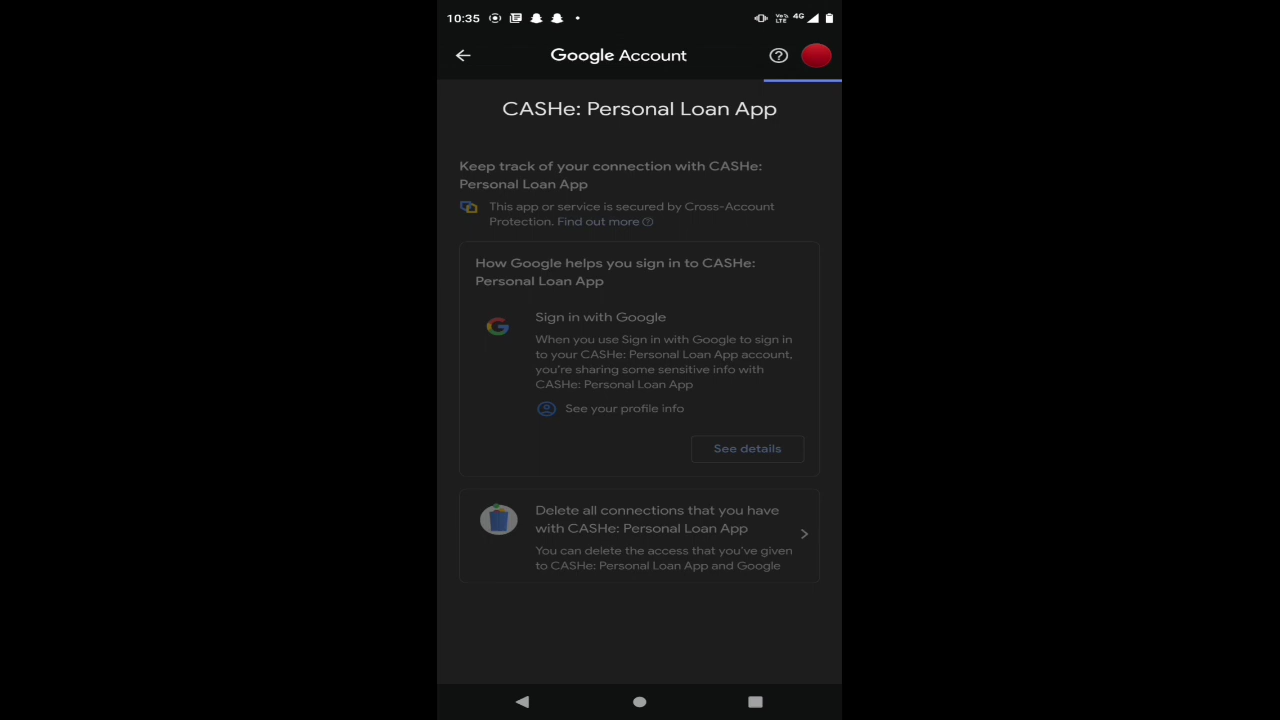 10:35 Vo)) LTE 4G
Google Account
CASHe: Personal Loan App
Keep track of your connection with CASHe:
Personal Loan App
This app or service is secured by Cross-Account
Protection. Find out more
How Google helps you sign in to CASHe:
Personal Loan App
Sign in with Google
When you use Sign in with Google to sign in
to your CASHe: Personal Loan App account,
you're sharing some sensitive info with
CASHe: Personal Loan App
See your profile info
See details
Delete all connections that you have
with CASHe: Personal Loan App
You can delete the access that you've given
to CASHe: Personal Loan App and Google